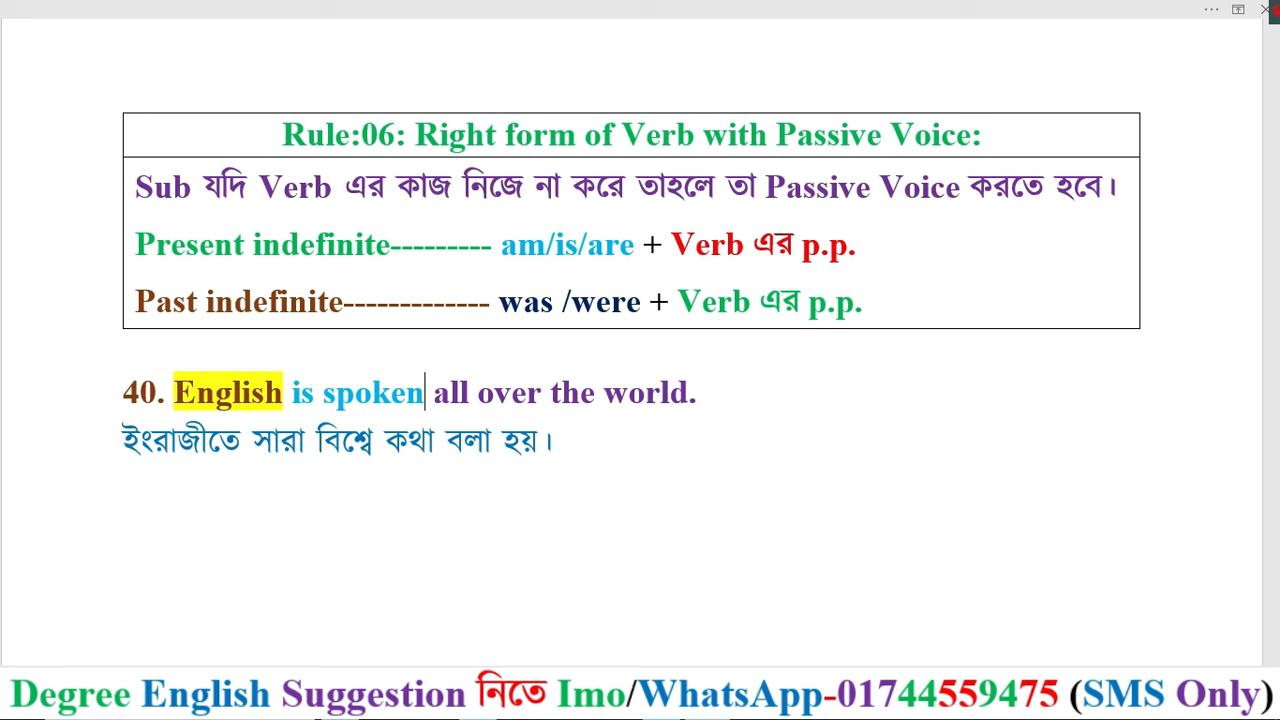 Rule:06: Right form of Verb with Passive Voice:
Sub যদি Verb এর কাজ নিজে না করে তাহলে তা Passive Voice করতে হবে।
Present indefinite--------- am/is/are + Verb এর p.p.
Past indefinite------------- was /were + Verb এর p.p.
40. English is spoken all over the world.
ইংরাজীতে সারা বিশ্বে কথা বলা হয়।
Degree English Suggestion নিতে Imo/WhatsApp-01744559475 (SMS Only)